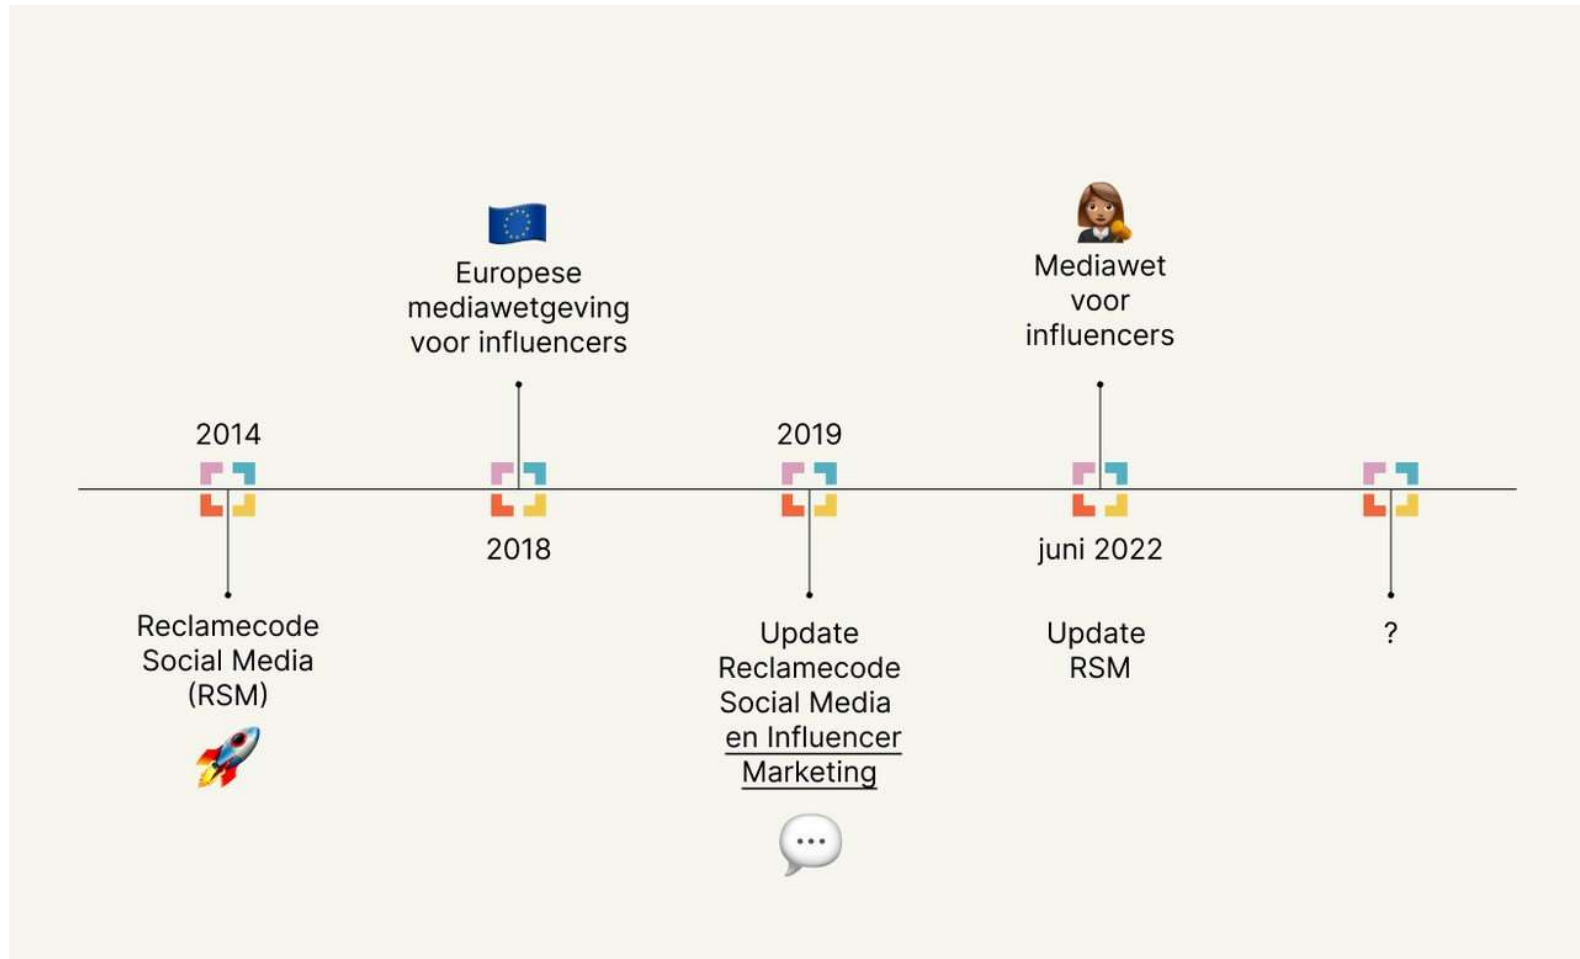 2014
Reclamecode
Social Media
(RSM)
Europese
mediawetgeving
voor influencers
2018
2019
Update
Reclamecode
Social Media
en Influencer
Marketing
Mediawet
voor
influencers
juni 2022
Update
RSM
?